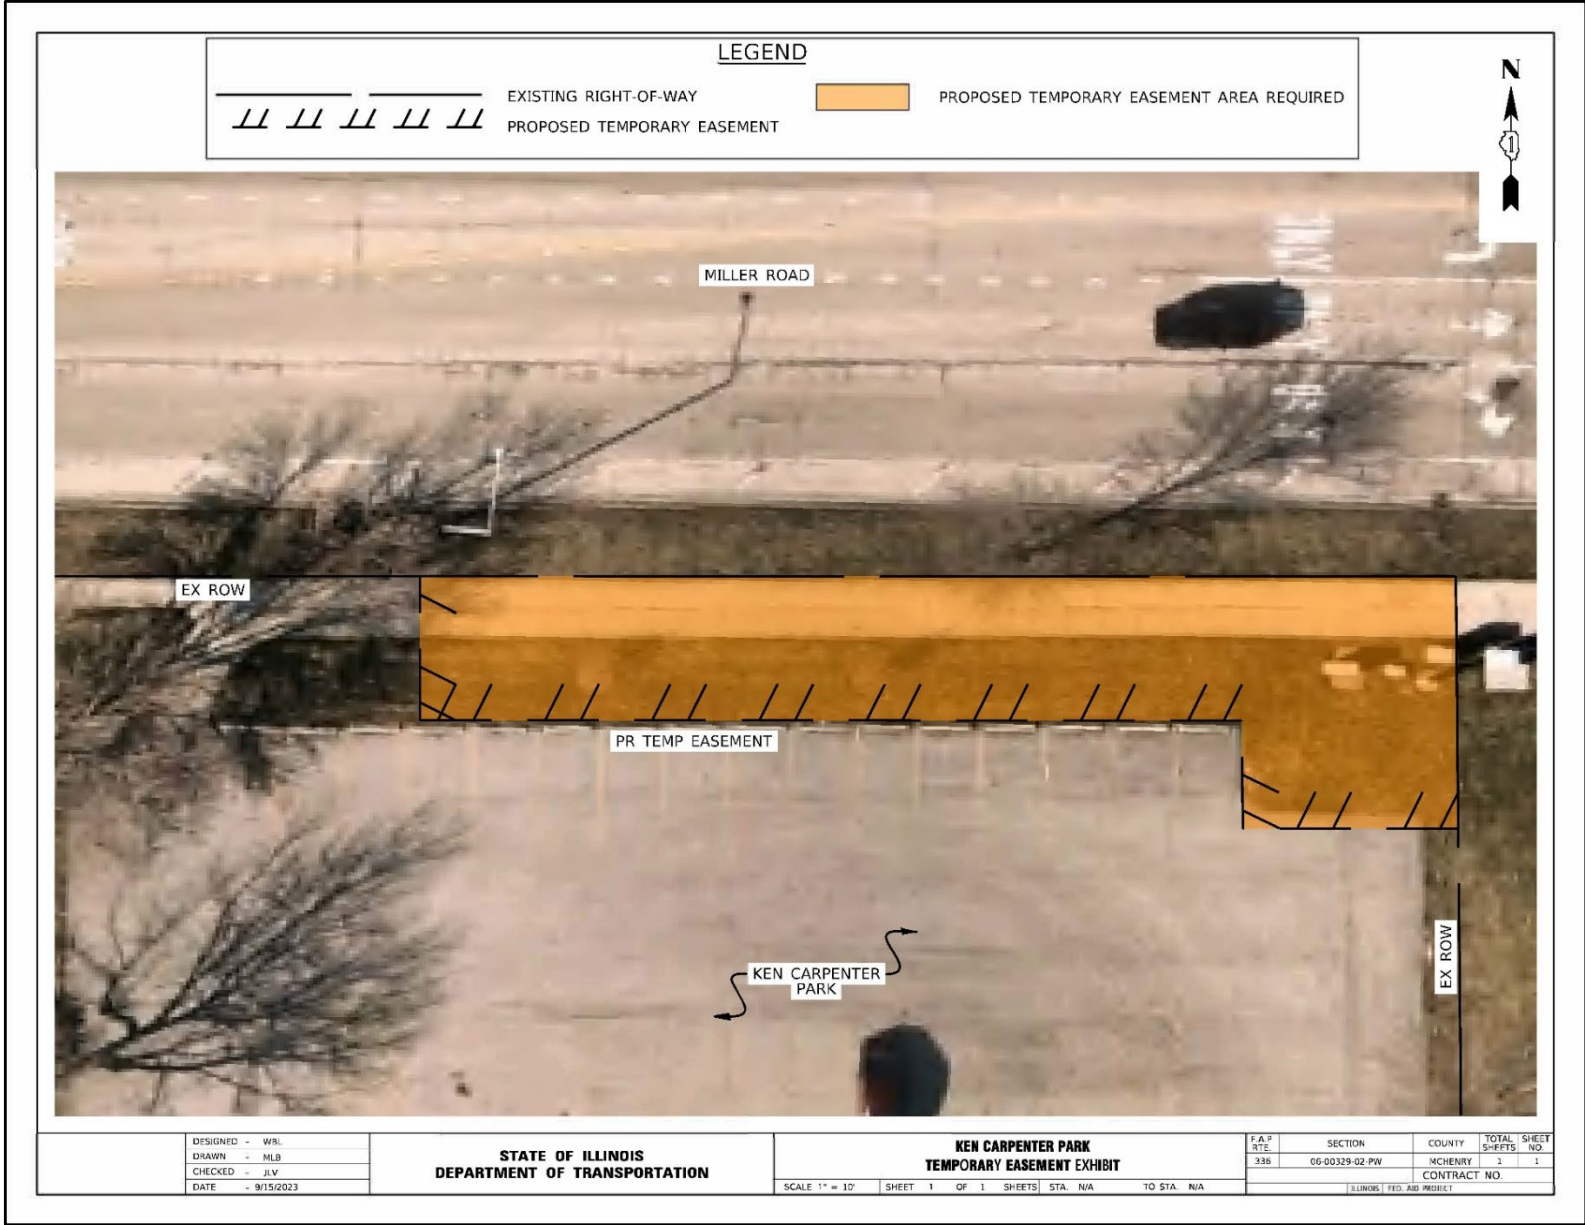 LEGEND
EXISTING RIGHT-OF-WAY
PROPOSED TEMPORARY EASEMENT
PROPOSED TEMPORARY EASEMENT AREA REQUIRED
N
1
MILLER ROAD
EX ROW
PR TEMP EASEMENT
KEN CARPENTER
PARK
EX ROW
DESIGNED - WBL
DRAWN - MLB
CHECKED - JLV
DATE - 9/15/2023
STATE OF ILLINOIS
DEPARTMENT OF TRANSPORTATION
KEN CARPENTER PARK
TEMPORARY EASEMENT EXHIBIT
SCALE 1" = 10' SHEET 1 OF 1 SHEETS STA. N/A TO STA. N/A
F.A.P RTE. SECTION COUNTY TOTAL SHEETS SHEET NO.
336 06-00329-02-PW MCHENRY 1 1
CONTRACT NO.
ILLINOIS FED. AID PROJECT